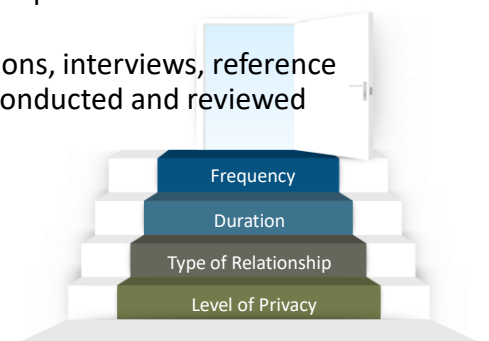 ons, interviews, reference
onducted and reviewed
Frequency
Duration
Type of Relationship
Level of Privacy